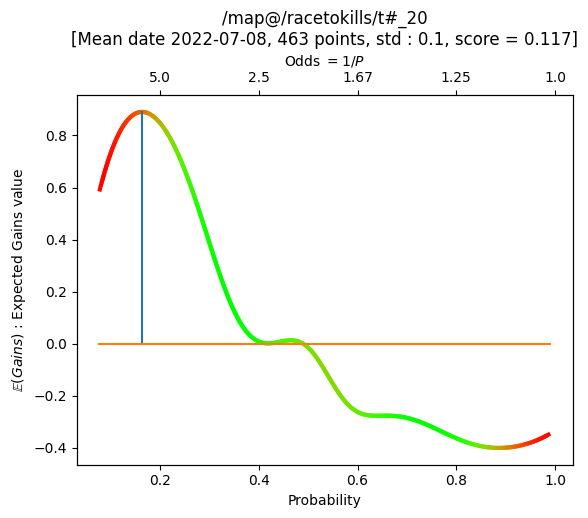 /map@/racetokills/t#_20
[Mean date 2022-07-08, 463 points, std : 0.1, score = 0.117]
Odds = 1/P
5.0 2.5 1.67 1.25 1.0
0.8
0.6
0.4
0.2
0.0
−0.2
−0.4
𝔼(Gains) : Expected Gains value
0.2 0.4 0.6 0.8 1.0
Probability